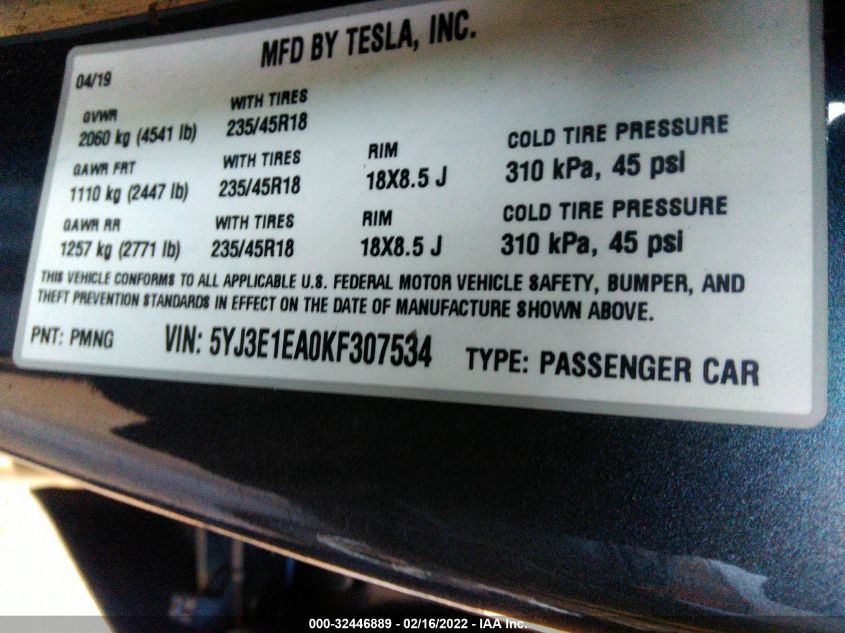 MFD BY TESLA, INC.
04/19
GVWR WITH TIRES
2060 kg (4541 lb) 235/45R18
GAWR FRT WITH TIRES RIM COLD TIRE PRESSURE
1110 kg (2447 lb) 235/45R18 18X8.5 J 310 kPa, 45 psi
GAWR RR WITH TIRES RIM COLD TIRE PRESSURE
1257 kg (2771 lb) 235/45R18 18X8.5 J 310 kPa, 45 psi
THIS VEHICLE CONFORMS TO ALL APPLICABLE U.S. FEDERAL MOTOR VEHICLE SAFETY, BUMPER, AND
THEFT PREVENTION STANDARDS IN EFFECT ON THE DATE OF MANUFACTURE SHOWN ABOVE.
PNT: PMNG VIN: 5YJ3E1EA0KF307534 TYPE: PASSENGER CAR
000-32446889 - 02/16/2022 - IAA Inc.